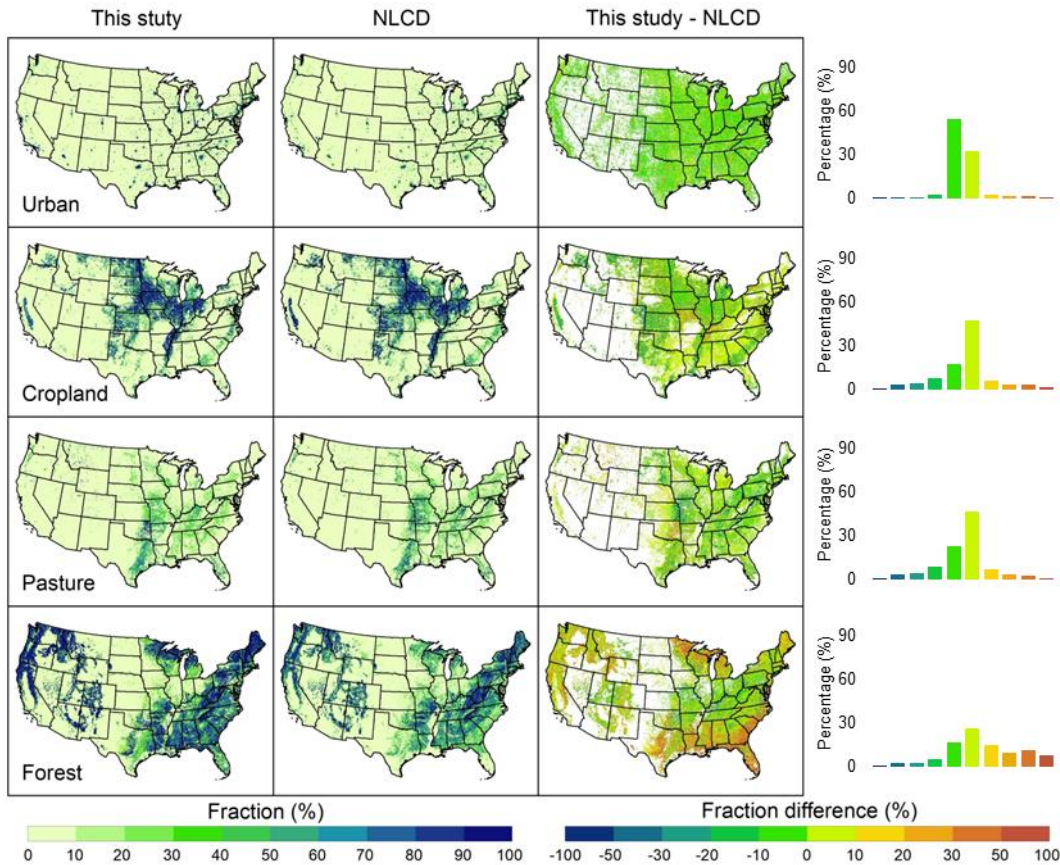 This stuty NLCD This study - NLCD
Urban
Percentage (%)
90
60
30
0
Cropland
Percentage (%)
90
60
30
0
Pasture
Percentage (%)
90
60
30
0
Forest
Percentage (%)
90
60
30
0
Fraction (%)
0 10 20 30 40 50 60 70 80 90 100
Fraction difference (%)
-100 -50 -30 -20 -10 0 10 20 30 50 100